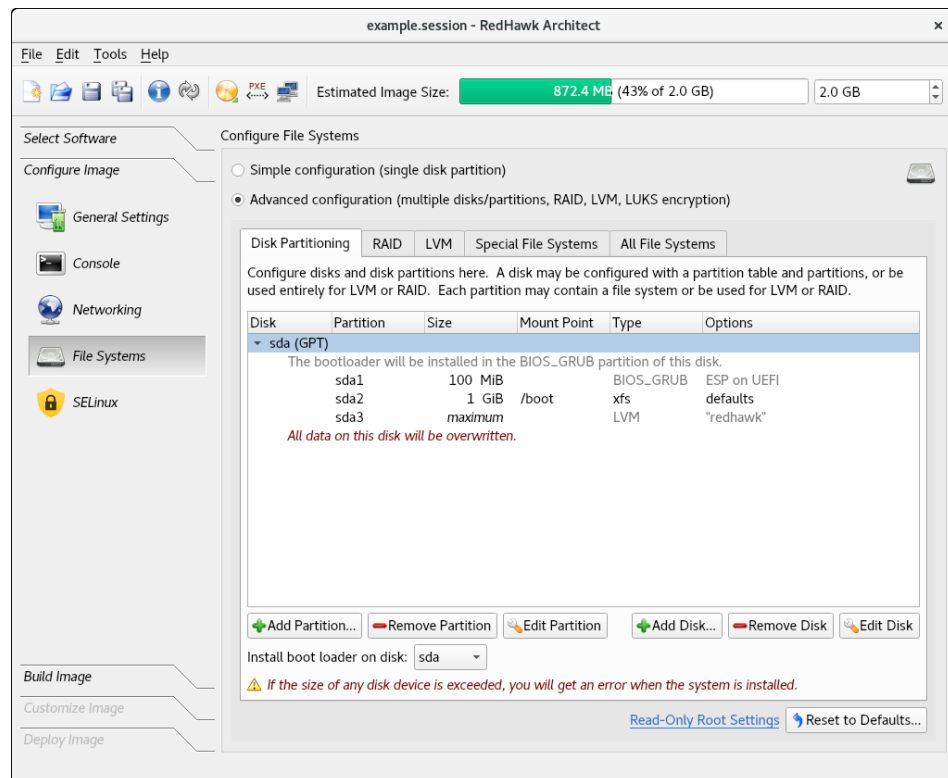 example.session - RedHawk Architect ×
File Edit Tools Help
PXE Estimated Image Size: 872.4 MB (43% of 2.0 GB) 2.0 GB
Select Software
Configure Image
General Settings
Console
Networking
File Systems
SELinux
Build Image
Customize Image
Deploy Image
Configure File Systems
Simple configuration (single disk partition)
Advanced configuration (multiple disks/partitions, RAID, LVM, LUKS encryption)
Disk Partitioning RAID LVM Special File Systems All File Systems
Configure disks and disk partitions here. A disk may be configured with a partition table and partitions, or be
used entirely for LVM or RAID. Each partition may contain a file system or be used for LVM or RAID.
Disk Partition Size Mount Point Type Options
sda (GPT)
The bootloader will be installed in the BIOS_GRUB partition of this disk.
sda1 100 MiB BIOS_GRUB ESP on UEFI
sda2 1 GiB /boot xfs defaults
sda3 maximum LVM "redhawk"
All data on this disk will be overwritten.
Add Partition... Remove Partition Edit Partition Add Disk... Remove Disk Edit Disk
Install boot loader on disk: sda
If the size of any disk device is exceeded, you will get an error when the system is installed.
Read-Only Root Settings Reset to Defaults...